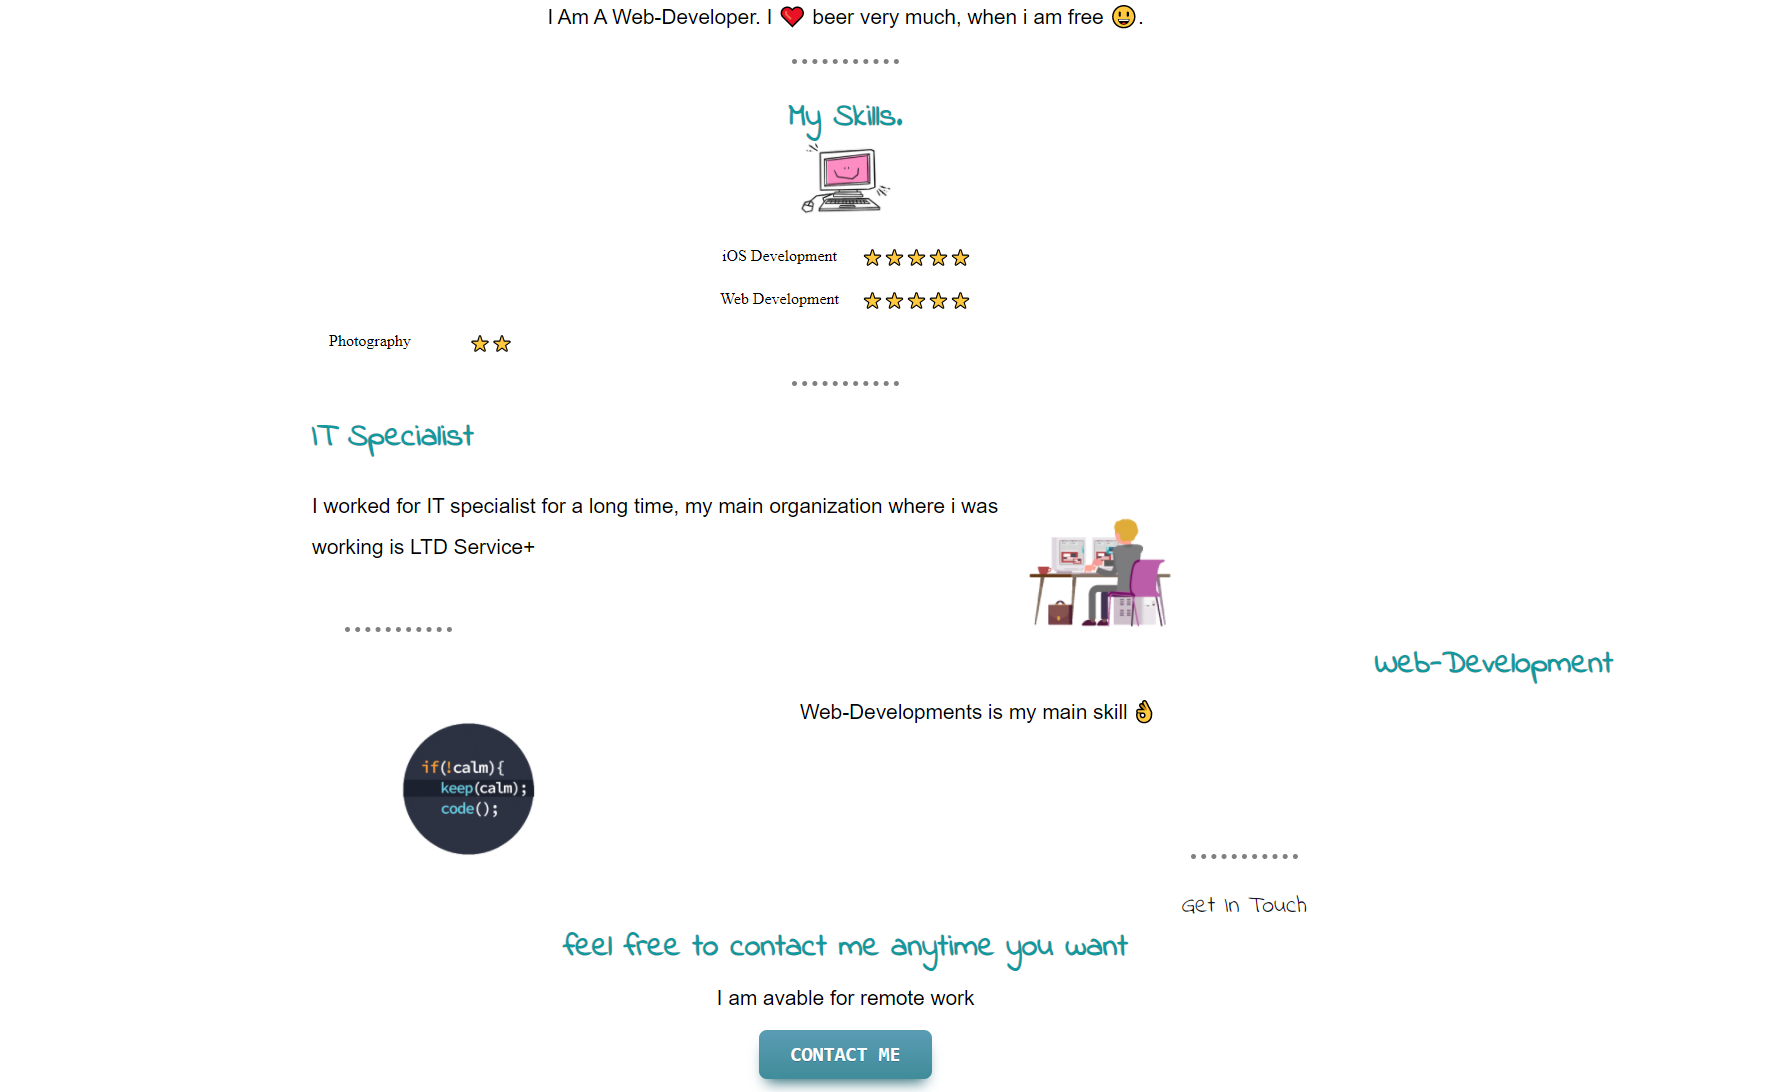 I Am A Web-Developer. I ❤️ beer very much, when i am free 😃.
My Skills.
iOS Development ⭐⭐⭐⭐⭐
Web Development ⭐⭐⭐⭐⭐
Photography ⭐⭐
IT Specialist
I worked for IT specialist for a long time, my main organization where i was
working is LTD Service+
Web-Development
Web-Developments is my main skill 👌
if(!calm){
keep(calm);
code();
Get In Touch
feel free to contact me anytime you want
I am avable for remote work
CONTACT ME